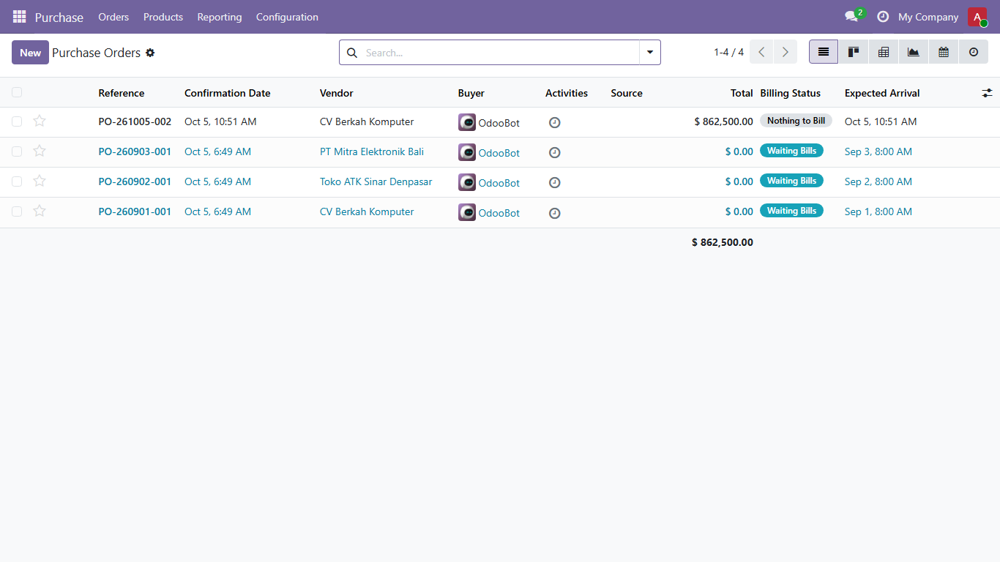 Purchase Orders Products Reporting Configuration 2 My Company A
New Purchase Orders Search... 1-4 / 4
Reference Confirmation Date Vendor Buyer Activities Source Total Billing Status Expected Arrival
PO-261005-002 Oct 5, 10:51 AM CV Berkah Komputer OdooBot $ 862,500.00 Nothing to Bill Oct 5, 10:51 AM
PO-260903-001 Oct 5, 6:49 AM PT Mitra Elektronik Bali OdooBot $ 0.00 Waiting Bills Sep 3, 8:00 AM
PO-260902-001 Oct 5, 6:49 AM Toko ATK Sinar Denpasar OdooBot $ 0.00 Waiting Bills Sep 2, 8:00 AM
PO-260901-001 Oct 5, 6:49 AM CV Berkah Komputer OdooBot $ 0.00 Waiting Bills Sep 1, 8:00 AM
$ 862,500.00